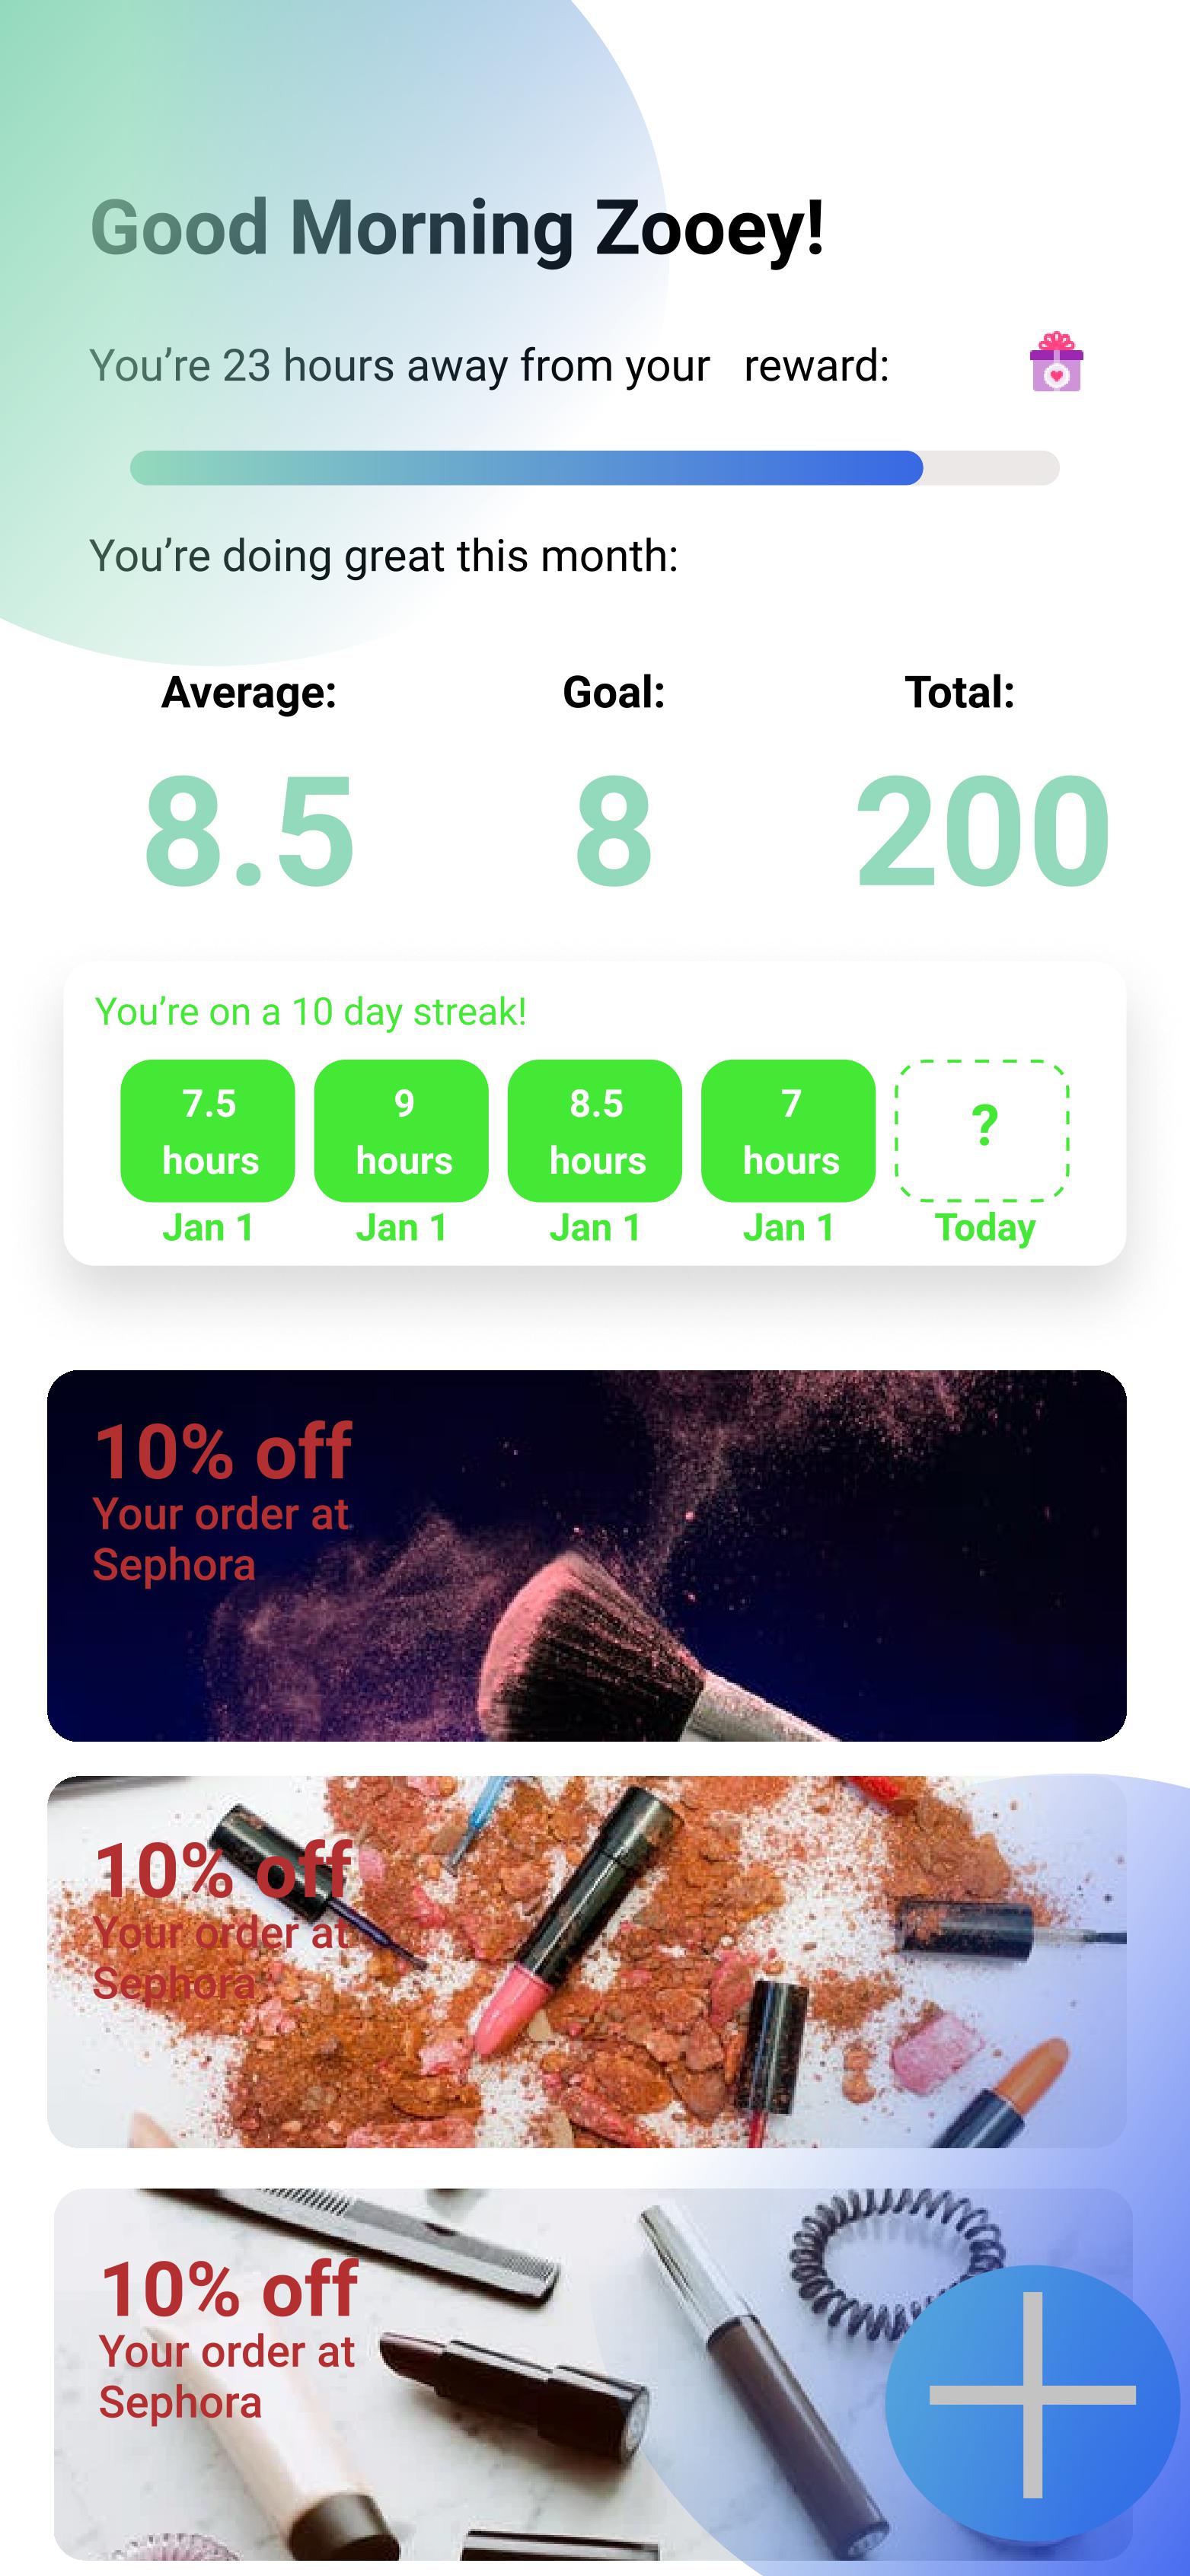 Good Morning Zooey!
You’re 23 hours away from your reward:
You’re doing great this month:
Average: Goal: Total:
8.5 8 200
You’re on a 10 day streak!
7.5 9 8.5 7 ?
hours hours hours hours
Jan 1 Jan 1 Jan 1 Jan 1 Today
10% off
Your order at
Sephora
10% off
Your order at
Sephora
10% off
Your order at
Sephora